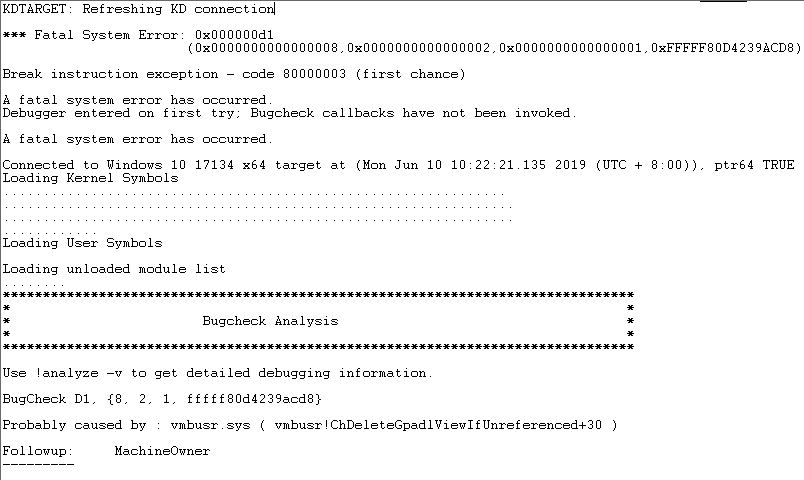 KDTARGET: Refreshing KD connection
*** Fatal System Error: 0x000000d1
(0x0000000000000008,0x0000000000000002,0x0000000000000001,0xFFFFF80D4239ACD8)
Break instruction exception - code 80000003 (first chance)
A fatal system error has occurred.
Debugger entered on first try; Bugcheck callbacks have not been invoked.
A fatal system error has occurred.
Connected to Windows 10 17134 x64 target at (Mon Jun 10 10:22:21.135 2019 (UTC + 8:00)), ptr64 TRUE
Loading Kernel Symbols
...............................................................
................................................................
................................................................
............
Loading User Symbols
Loading unloaded module list
........
*******************************************************************************
* *
* Bugcheck Analysis *
* *
*******************************************************************************
Use !analyze -v to get detailed debugging information.
BugCheck D1, {8, 2, 1, fffff80d4239acd8}
Probably caused by : vmbusr.sys ( vmbusr!ChDeleteGpadlViewIfUnreferenced+30 )
Followup: MachineOwner
---------